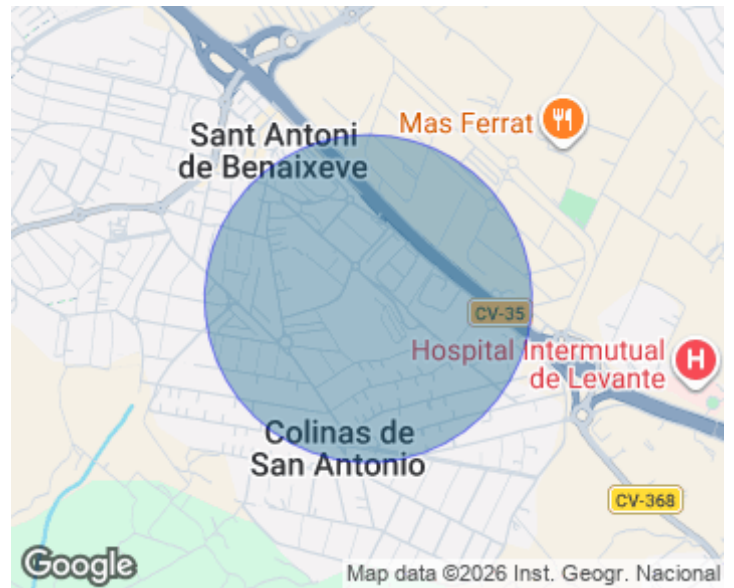 Sant Antoni
de Benaixeve
Mas Ferrat
CV-35
Hospital Intermutual
de Levante
H
Colinas de
San Antonio
CV-368
Google
Map data ©2026 Inst. Geogr. Nacional